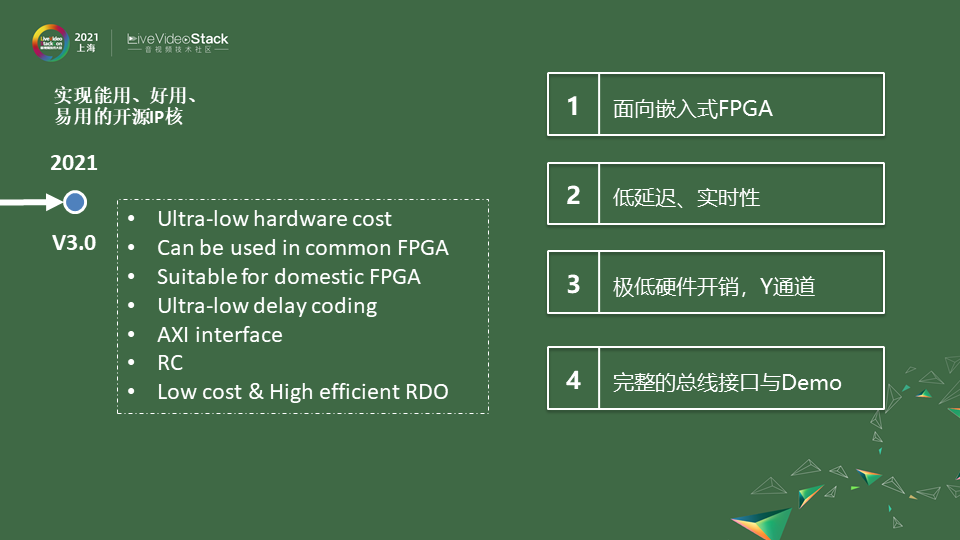 2021
上海
LiveVideoStack
音视频技术社区
实现能用、好用、
易用的开源IP核
2021
V3.0
• Ultra-low hardware cost
• Can be used in common FPGA
• Suitable for domestic FPGA
• Ultra-low delay coding
• AXI interface
• RC
• Low cost & High efficient RDO
1 面向嵌入式FPGA
2 低延迟、实时性
3 极低硬件开销，Y通道
4 完整的总线接口与Demo